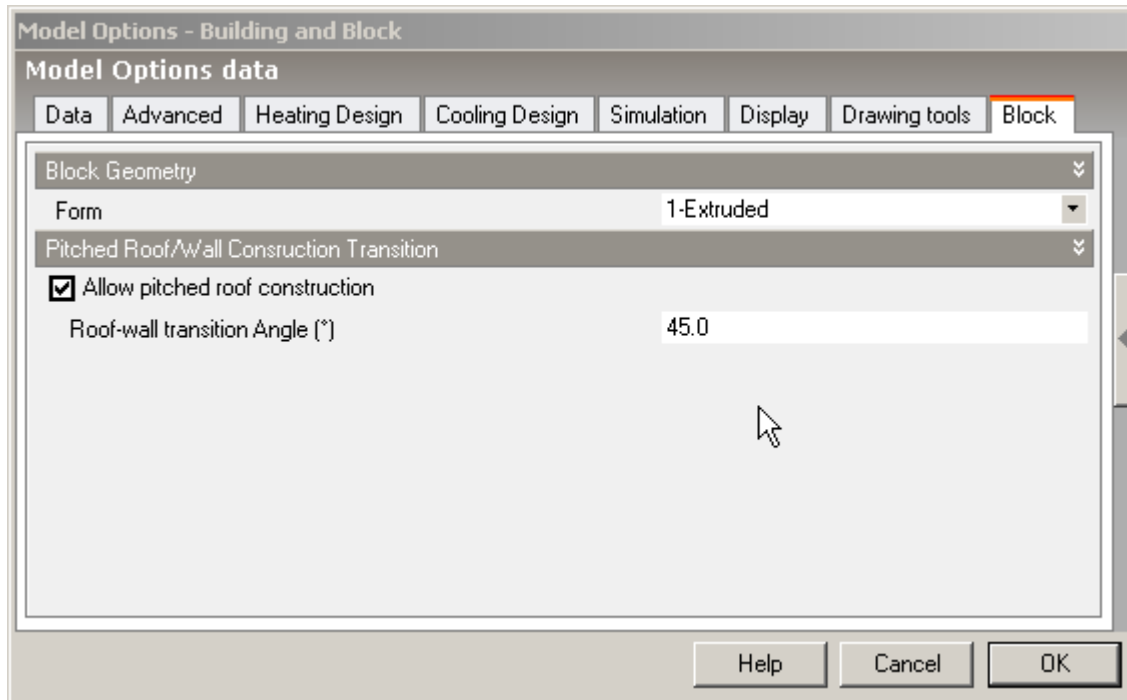 Model Options - Building and Block
Model Options data
Data Advanced Heating Design Cooling Design Simulation Display Drawing tools Block
Block Geometry
Form 1-Extruded
Pitched Roof/Wall Consruction Transition
Allow pitched roof construction
Roof-wall transition Angle (°) 45.0
Help Cancel OK